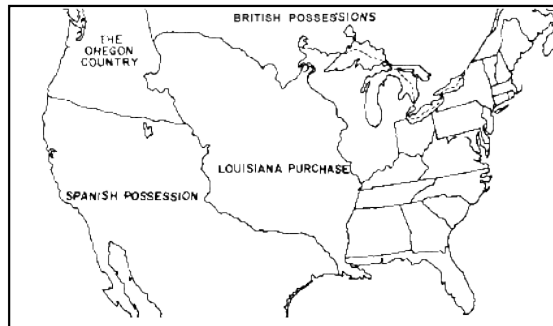 BRITISH POSSESSIONS
THE
OREGON
COUNTRY
LOUISIANA PURCHASE
SPANISH POSSESSION